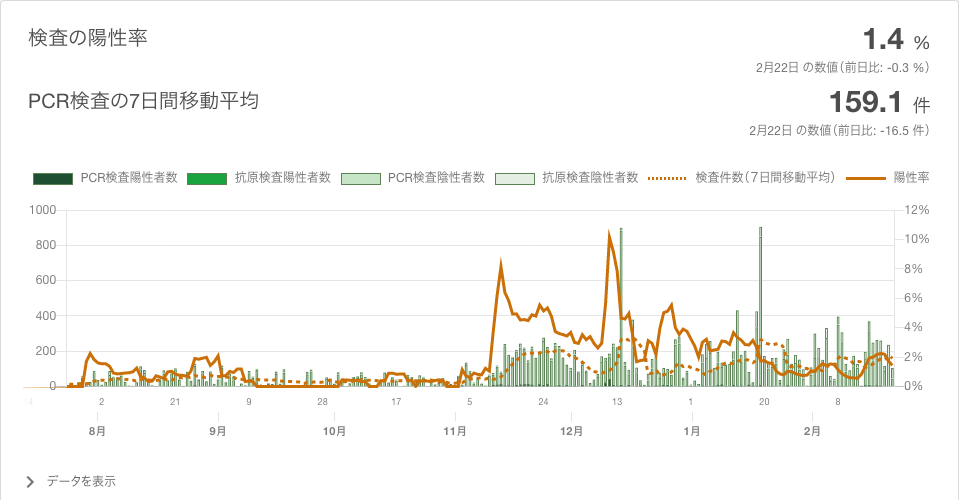 検査の陽性率
1.4 %
2月22日 の数値（前日比: -0.3 %）
PCR検査の7日間移動平均
159.1 件
2月22日 の数値（前日比: -16.5 件）
PCR検査陽性者数 抗原検査陽性者数 PCR検査陰性者数 抗原検査陰性者数 検査件数（7日間移動平均） 陽性率
1000 12%
10%
800
8%
600
6%
400
4%
200
2%
0 0%
2 21 9 28 17 5 24 13 1 20 8
8月 9月 10月 11月 12月 1月 2月
データを表示